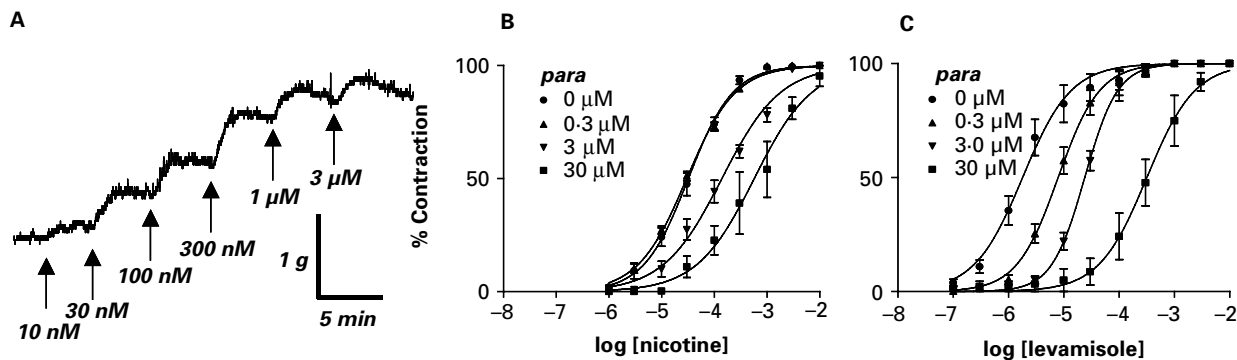 A
10 nM
30 nM
100 nM
300 nM
1 µM
3 µM
1 g
5 min
B
% Contraction
100
50
0
para
0 µM
0·3 µM
3 µM
30 µM
−8 −7 −6 −5 −4 −3 −2
log [nicotine]
C
100
50
0
para
0 µM
0·3 µM
3·0 µM
30 µM
−8 −7 −6 −5 −4 −3 −2
log [levamisole]